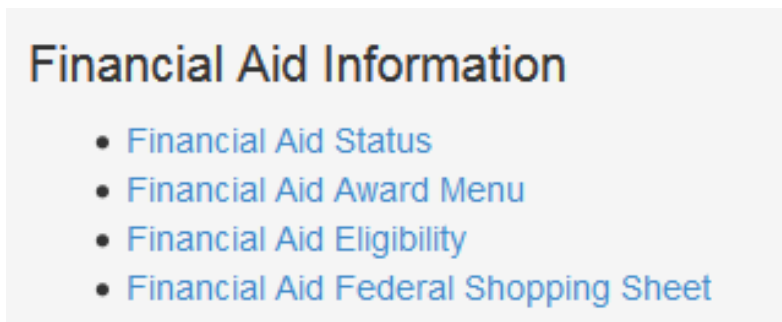 Financial Aid Information
Financial Aid Status
Financial Aid Award Menu
Financial Aid Eligibility
Financial Aid Federal Shopping Sheet